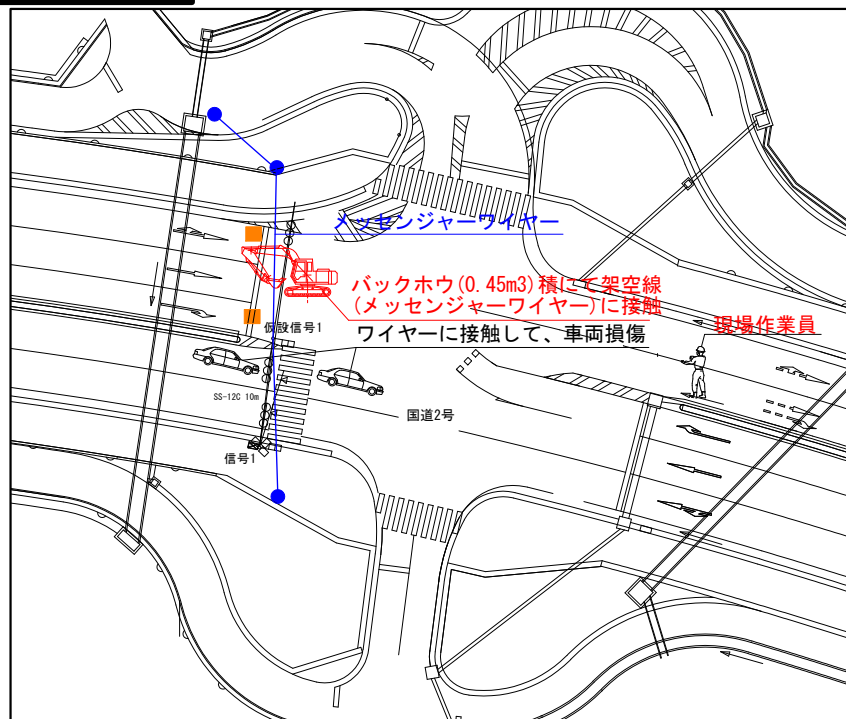 メッセンジャーワイヤー
バックホウ(0.45m3)積にて架空線
(メッセンジャーワイヤー)に接触
現場作業員
仮設信号1
ワイヤーに接触して、車両損傷
SS-12C 10m
国道2号
信号1